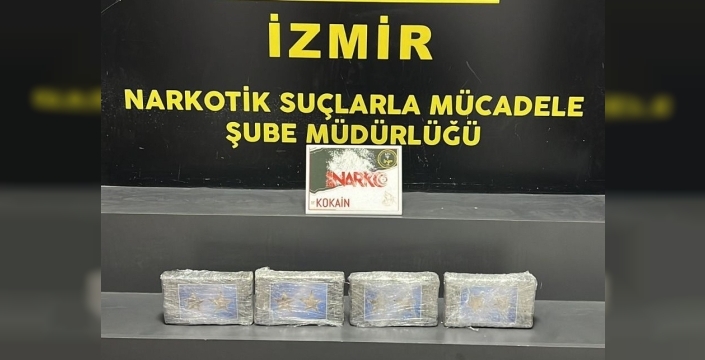 İZMİR
NARKOTİK SUÇLARLA MÜCADELE
ŞUBE MÜDÜRLÜĞÜ
NARKO
KOKAİN